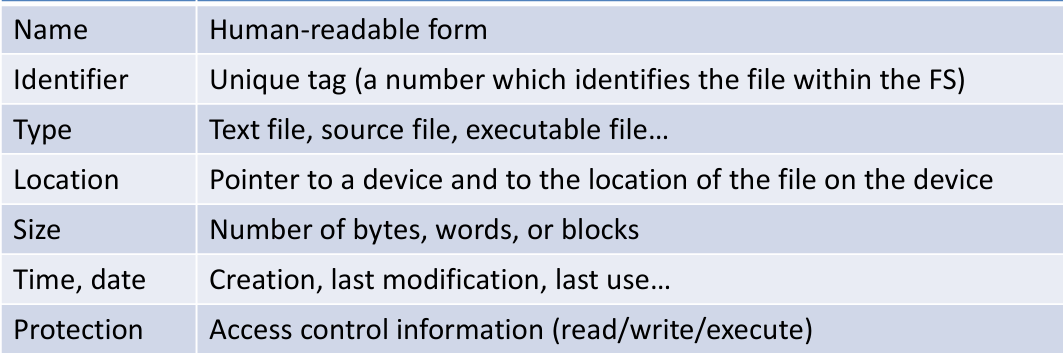 Name Human-readable form
Identifier Unique tag (a number which identifies the file within the FS)
Type Text file, source file, executable file…
Location Pointer to a device and to the location of the file on the device
Size Number of bytes, words, or blocks
Time, date Creation, last modification, last use…
Protection Access control information (read/write/execute)